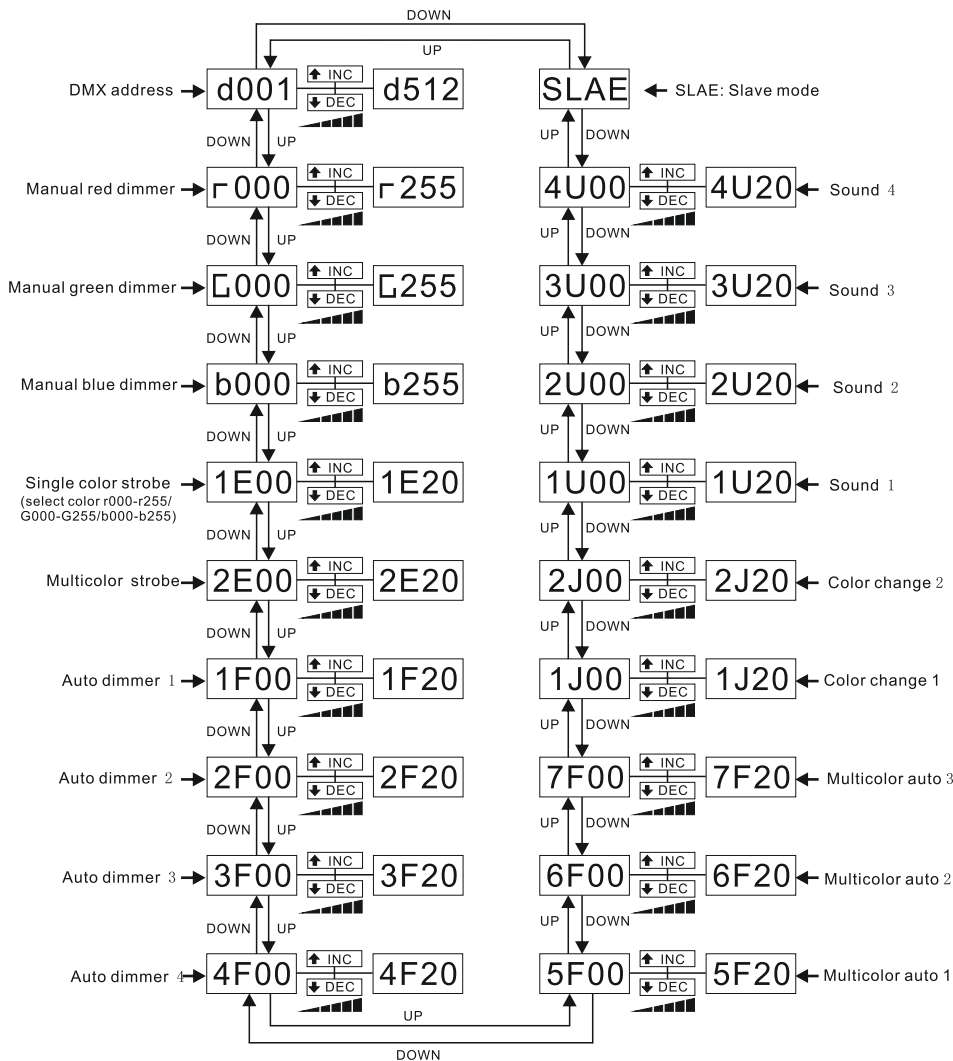 DOWN
UP
DMX address
d001
INC
DEC
d512
SLAE
SLAE: Slave mode
DOWN
UP
UP
DOWN
Manual red dimmer
r000
INC
DEC
r255
4U00
INC
DEC
4U20
Sound 4
DOWN
UP
UP
DOWN
Manual green dimmer
G000
INC
DEC
G255
3U00
INC
DEC
3U20
Sound 3
DOWN
UP
UP
DOWN
Manual blue dimmer
b000
INC
DEC
b255
2U00
INC
DEC
2U20
Sound 2
DOWN
UP
UP
DOWN
Single color strobe
(select color r000-r255/
G000-G255/b000-b255)
1E00
INC
DEC
1E20
1U00
INC
DEC
1U20
Sound 1
DOWN
UP
UP
DOWN
Multicolor strobe
2E00
INC
DEC
2E20
2J00
INC
DEC
2J20
Color change 2
DOWN
UP
UP
DOWN
Auto dimmer 1
1F00
INC
DEC
1F20
1J00
INC
DEC
1J20
Color change 1
DOWN
UP
UP
DOWN
Auto dimmer 2
2F00
INC
DEC
2F20
7F00
INC
DEC
7F20
Multicolor auto 3
DOWN
UP
UP
DOWN
Auto dimmer 3
3F00
INC
DEC
3F20
6F00
INC
DEC
6F20
Multicolor auto 2
DOWN
UP
UP
DOWN
Auto dimmer 4
4F00
INC
DEC
4F20
5F00
INC
DEC
5F20
Multicolor auto 1
UP
DOWN